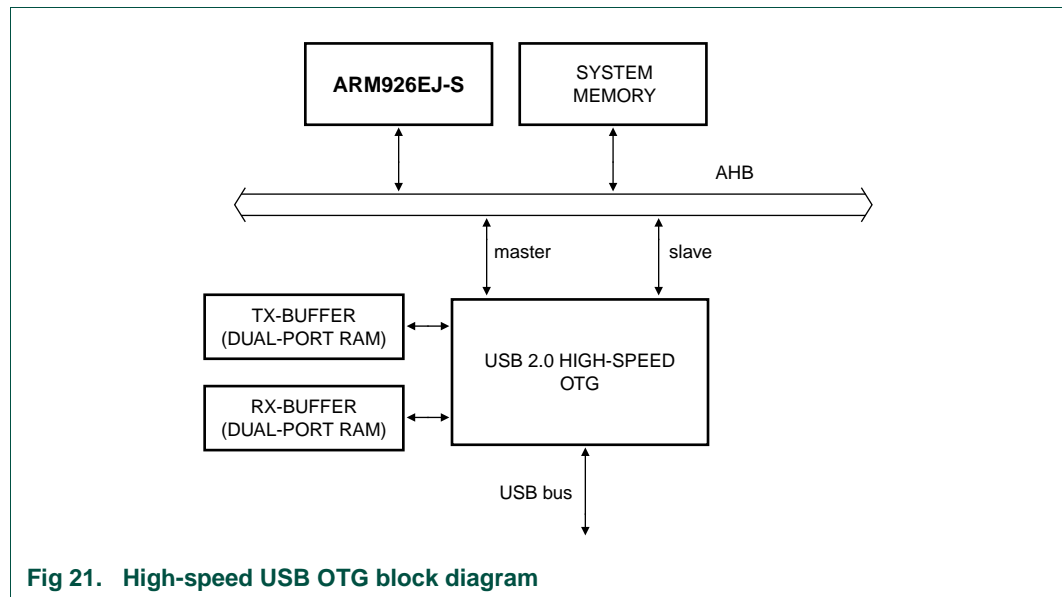 ARM926EJ-S
SYSTEM
MEMORY
AHB
master
slave
TX-BUFFER
(DUAL-PORT RAM)
USB 2.0 HIGH-SPEED
OTG
RX-BUFFER
(DUAL-PORT RAM)
USB bus
Fig 21. High-speed USB OTG block diagram